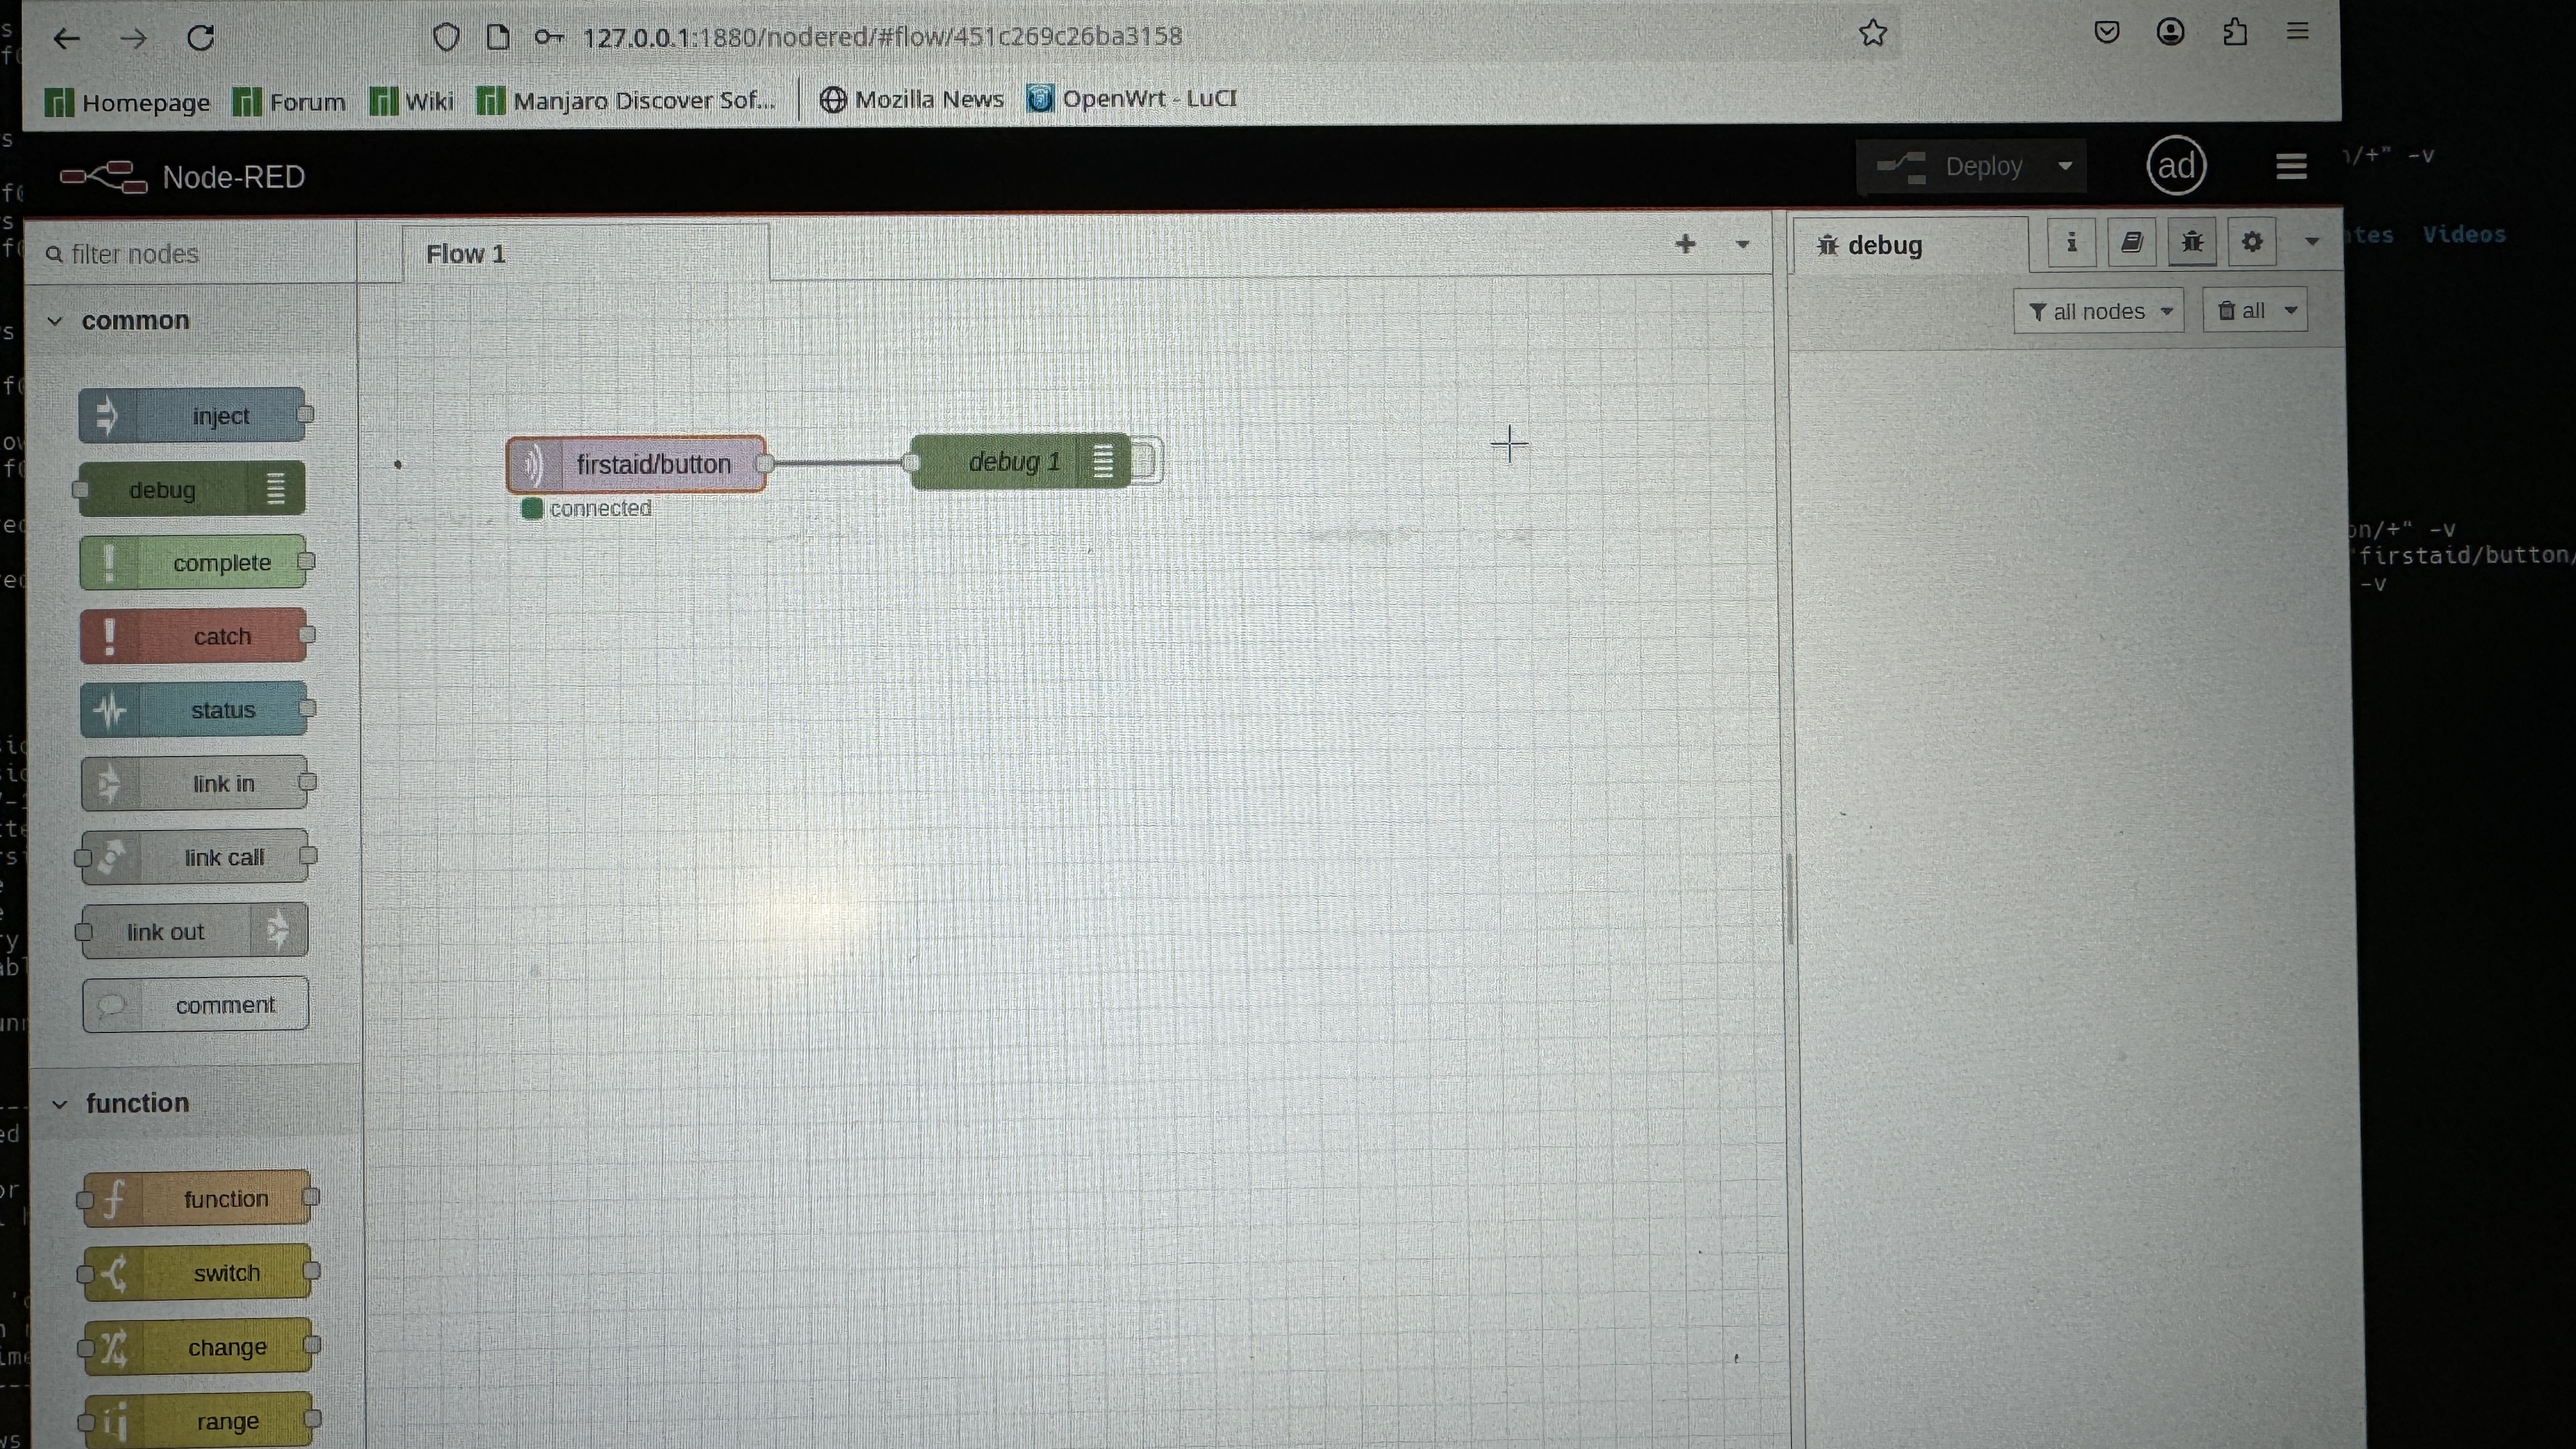 127.0.0.1:1880/nodered/#flow/451c269c26ba3158
Homepage Forum Wiki Manjaro Discover Sof... Mozilla News OpenWrt - LuCI
Node-RED Deploy ad
filter nodes Flow 1 debug
all nodes all
common
inject
debug
complete
catch
status
link in
link call
link out
comment
function
function
switch
change
range
firstaid/button debug 1
connected
/+" -v
Videos
/+" -v
firstaid/button/
-v